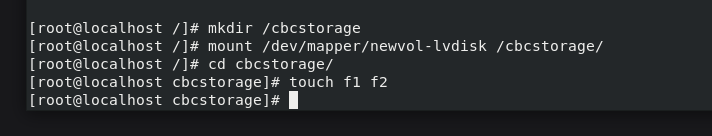 [root@localhost /]# mkdir /cbcstorage
[root@localhost /]# mount /dev/mapper/newvol-lvdisk /cbcstorage/
[root@localhost /]# cd cbcstorage/
[root@localhost cbcstorage]# touch f1 f2
[root@localhost cbcstorage]#